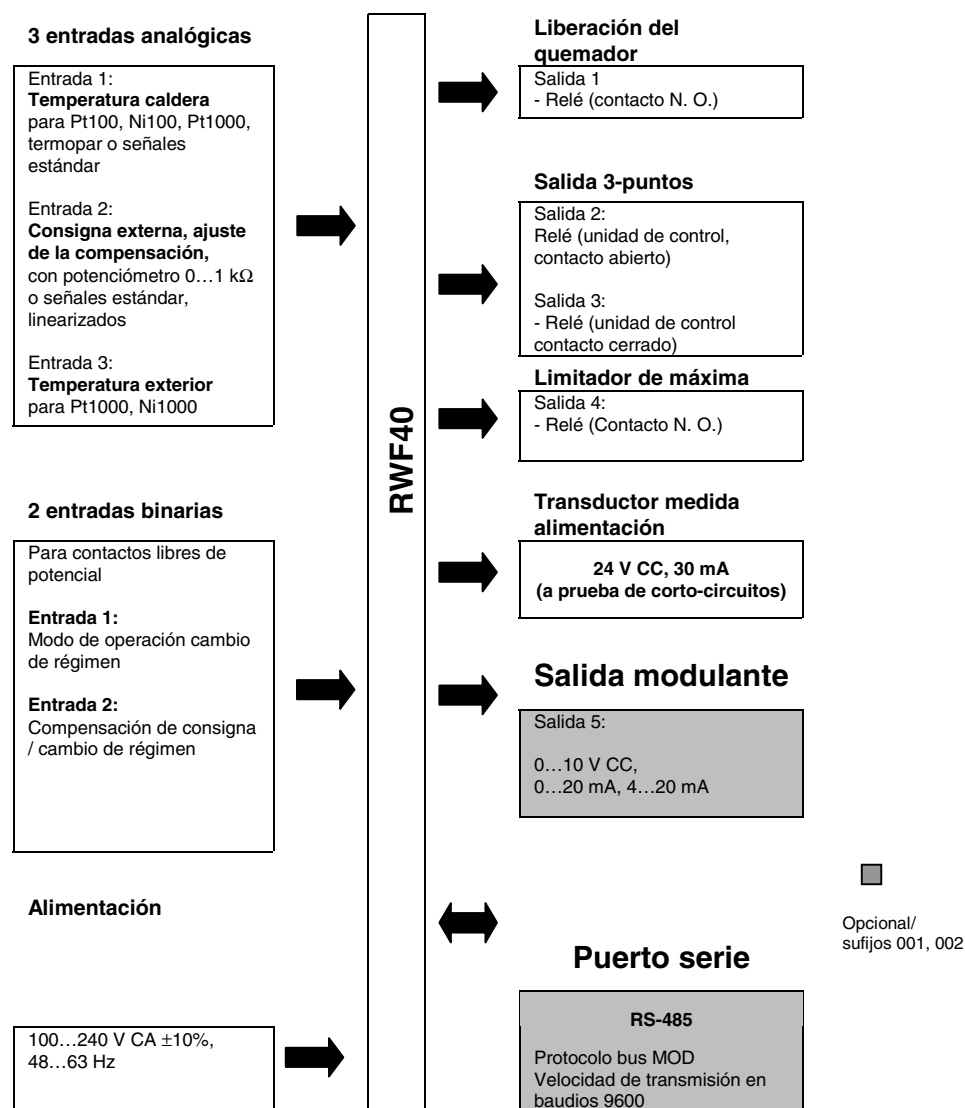 3 entradas analógicas
Entrada 1:
Temperatura caldera
para Pt100, Ni100, Pt1000,
termopar o señales
estándar
Entrada 2:
Consigna externa, ajuste
de la compensación,
con potenciómetro 0…1 kΩ
o señales estándar,
linearizados
Entrada 3:
Temperatura exterior
para Pt1000, Ni1000
2 entradas binarias
Para contactos libres de
potencial
Entrada 1:
Modo de operación cambio
de régimen
Entrada 2:
Compensación de consigna
/ cambio de régimen
Alimentación
100…240 V CA ±10%,
48…63 Hz
RWF40
Liberación del
quemador
Salida 1
- Relé (contacto N. O.)
Salida 3-puntos
Salida 2:
Relé (unidad de control,
contacto abierto)
Salida 3:
- Relé (unidad de control
contacto cerrado)
Limitador de máxima
Salida 4:
- Relé (Contacto N. O.)
Transductor medida
alimentación
24 V CC, 30 mA
(a prueba de corto-circuitos)
Salida modulante
Salida 5:
0…10 V CC,
0…20 mA, 4…20 mA
Puerto serie
RS-485
Protocolo bus MOD
Velocidad de transmisión en
baudios 9600
Opcional/
sufijos 001, 002